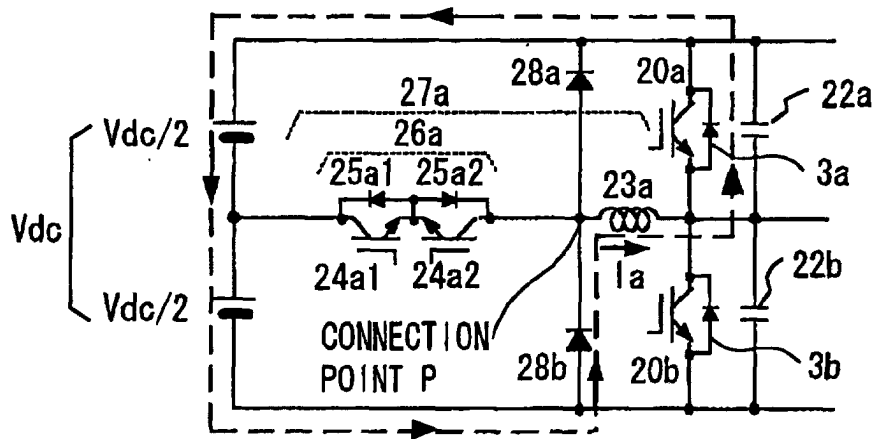 28a
20a
22a
27a
Vdc/2
26a
25a1 25a2
23a
3a
Vdc
24a1 24a2
Ia
22b
Vdc/2
CONNECTION
POINT P
28b
20b
3b